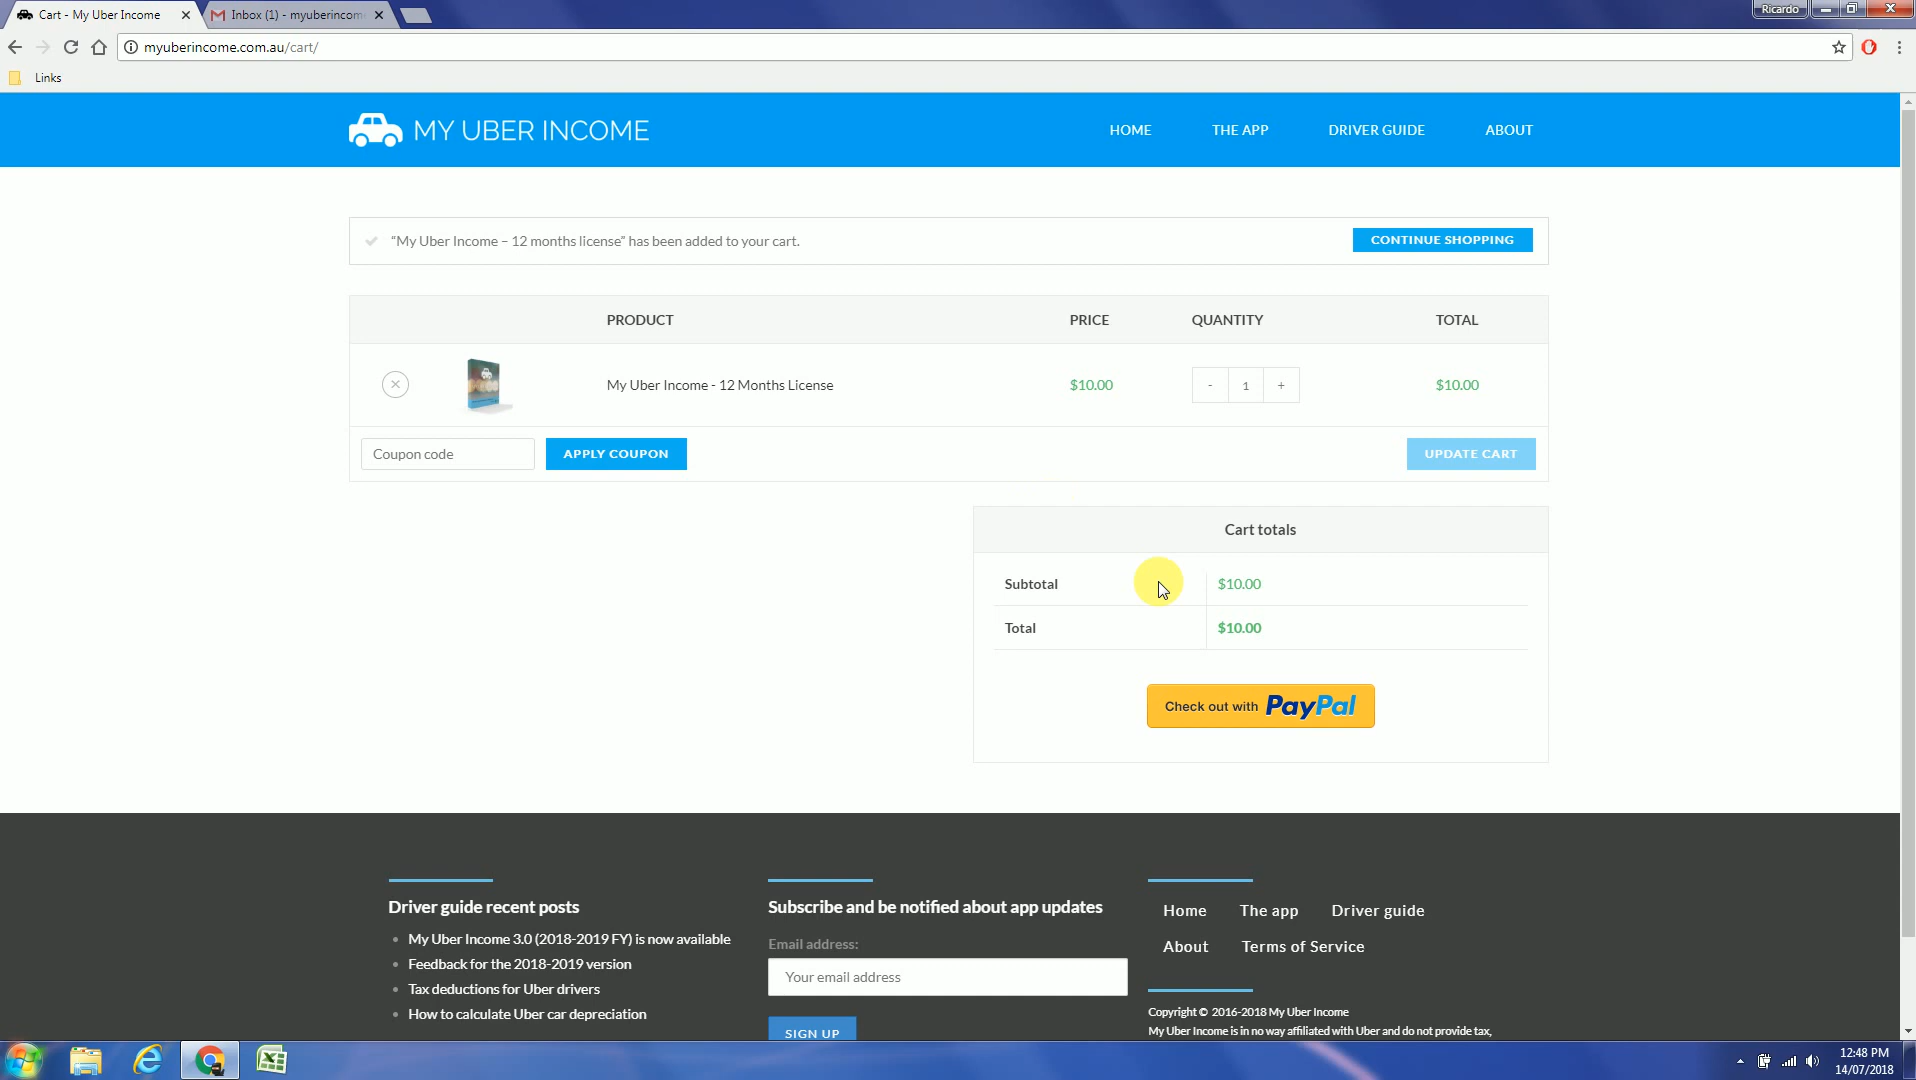 Cart - My Uber Income
Inbox (1) - myuberincom
Ricardo
myuberincome.com.au/cart/
Links
MY UBER INCOME
HOME
THE APP
DRIVER GUIDE
ABOUT
“My Uber Income – 12 months license” has been added to your cart.
CONTINUE SHOPPING
PRODUCT
PRICE
QUANTITY
TOTAL
My Uber Income - 12 Months License
$10.00
- 1 +
$10.00
Coupon code
APPLY COUPON
UPDATE CART
Cart totals
Subtotal
$10.00
Total
$10.00
Check out with PayPal
Driver guide recent posts
My Uber Income 3.0 (2018-2019 FY) is now available
Feedback for the 2018-2019 version
Tax deductions for Uber drivers
How to calculate Uber car depreciation
Subscribe and be notified about app updates
Email address:
Your email address
SIGN UP
Home
The app
Driver guide
About
Terms of Service
Copyright © 2016-2018 My Uber Income
My Uber Income is in no way affiliated with Uber and do not provide tax,
12:48 PM
14/07/2018